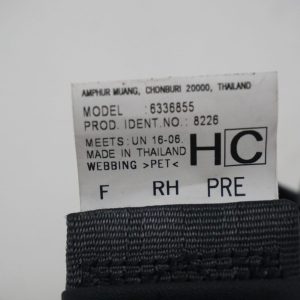 AMPHUR MUANG, CHONBURI 20000, THAILAND
MODEL : 6336855
PROD. IDENT.NO.: 8226
MEETS: UN 16-06
MADE IN THAILAND
WEBBING >PET<
HC
F RH PRE